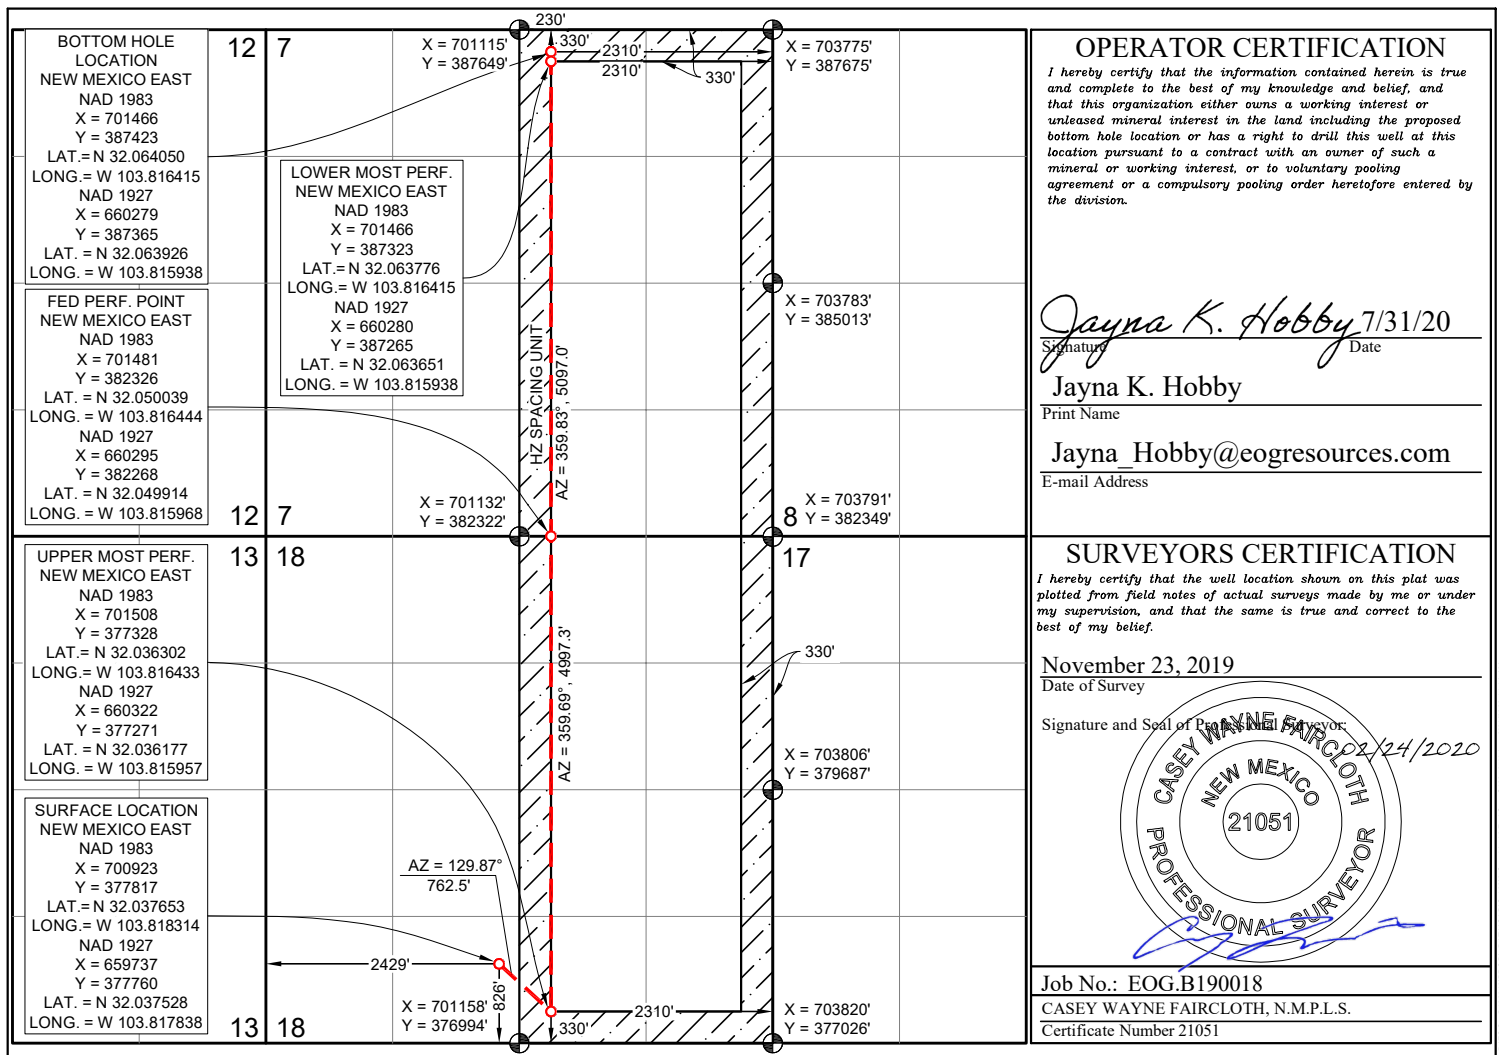 BOTTOM HOLE
LOCATION
NEW MEXICO EAST
NAD 1983
X = 701466
Y = 387423
LAT.= N 32.064050
LONG.= W 103.816415
NAD 1927
X = 660279
Y = 387365
LAT. = N 32.063926
LONG. = W 103.815938
FED PERF. POINT
NEW MEXICO EAST
NAD 1983
X = 701481
Y = 382326
LAT. = N 32.050039
LONG. = W 103.816444
NAD 1927
X = 660295
Y = 382268
LAT. = N 32.049914
LONG. = W 103.815968
UPPER MOST PERF.
NEW MEXICO EAST
NAD 1983
X = 701508
Y = 377328
LAT.= N 32.036302
LONG.= W 103.816433
NAD 1927
X = 660322
Y = 377271
LAT. = N 32.036177
LONG. = W 103.815957
SURFACE LOCATION
NEW MEXICO EAST
NAD 1983
X = 700923
Y = 377817
LAT.= N 32.037653
LONG.= W 103.818314
NAD 1927
X = 659737
Y = 377760
LAT. = N 32.037528
LONG. = W 103.817838
LOWER MOST PERF.
NEW MEXICO EAST
NAD 1983
X = 701466
Y = 387323
LAT.= N 32.063776
LONG.= W 103.816415
NAD 1927
X = 660280
Y = 387265
LAT. = N 32.063651
LONG. = W 103.815938
12 7
12 7
13 18
13 18
8
17
230'
330'
2310'
2310'
330'
X = 701115'
Y = 387649'
X = 703775'
Y = 387675'
X = 703783'
Y = 385013'
HZ SPACING UNIT
AZ = 359.83°, 5097.0'
X = 701132'
Y = 382322'
X = 703791'
Y = 382349'
330'
AZ = 359.69°, 4997.3'
X = 703806'
Y = 379687'
AZ = 129.87°
762.5'
2429'
826'
X = 701158'
Y = 376994'
330'
2310'
X = 703820'
Y = 377026'
OPERATOR CERTIFICATION
I hereby certify that the information contained herein is true
and complete to the best of my knowledge and belief, and
that this organization either owns a working interest or
unleased mineral interest in the land including the proposed
bottom hole location or has a right to drill this well at this
location pursuant to a contract with an owner of such a
mineral or working interest, or to voluntary pooling
agreement or a compulsory pooling order heretofore entered by
the division.
Jayna K. Hobby 7/31/20
Signature Date
Jayna K. Hobby
Print Name
Jayna_Hobby@eogresources.com
E-mail Address
SURVEYORS CERTIFICATION
I hereby certify that the well location shown on this plat was
plotted from field notes of actual surveys made by me or under
my supervision, and that the same is true and correct to the
best of my belief.
November 23, 2019
Date of Survey
Signature and Seal of Professional Surveyor:
02/24/2020
CASEY WAYNE FAIRCLOTH
NEW MEXICO
21051
PROFESSIONAL SURVEYOR
Job No.: EOG.B190018
CASEY WAYNE FAIRCLOTH, N.M.P.L.S.
Certificate Number 21051